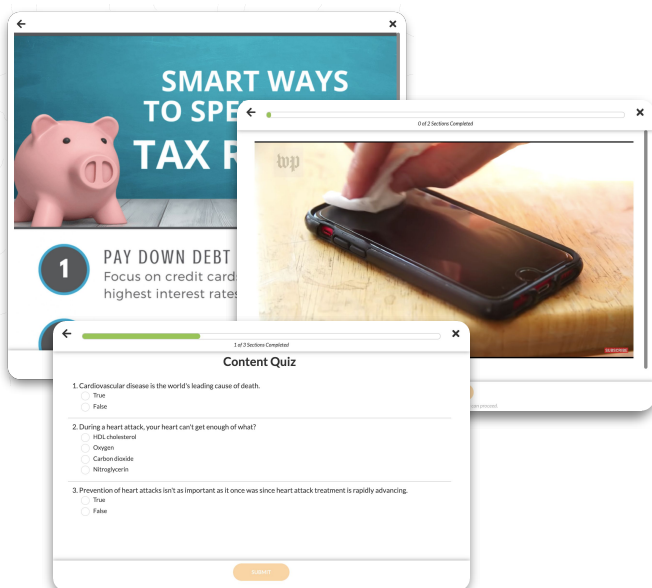 SMART WAYS
TO SPE
TAX R
1
PAY DOWN DEBT
Focus on credit card
highest interest rates
0 of 2 Sections Completed
wp
SUBSCRIBE
can proceed
1 of 3 Sections Completed
Content Quiz
1. Cardiovascular disease is the world's leading cause of death.
True
False
2. During a heart attack, your heart can't get enough of what?
HDL cholesterol
Oxygen
Carbon dioxide
Nitroglycerin
3. Prevention of heart attacks isn't as important as it once was since heart attack treatment is rapidly advancing.
True
False
SUBMIT